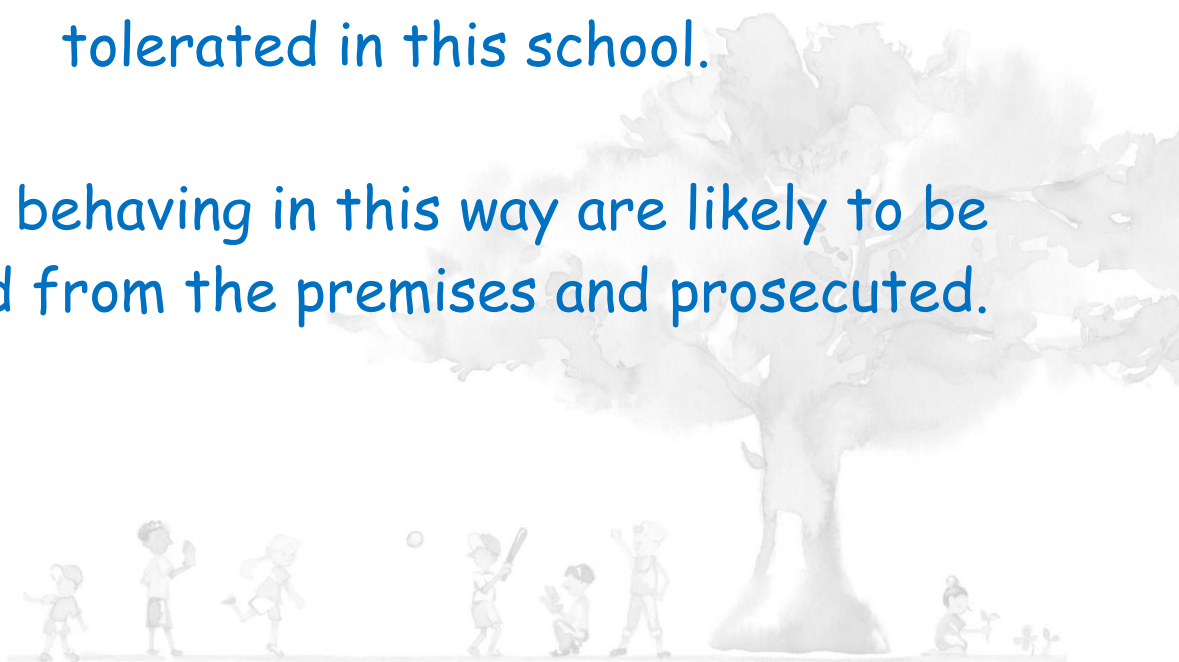 tolerated in this school.
behaving in this way are likely to be
from the premises and prosecuted.